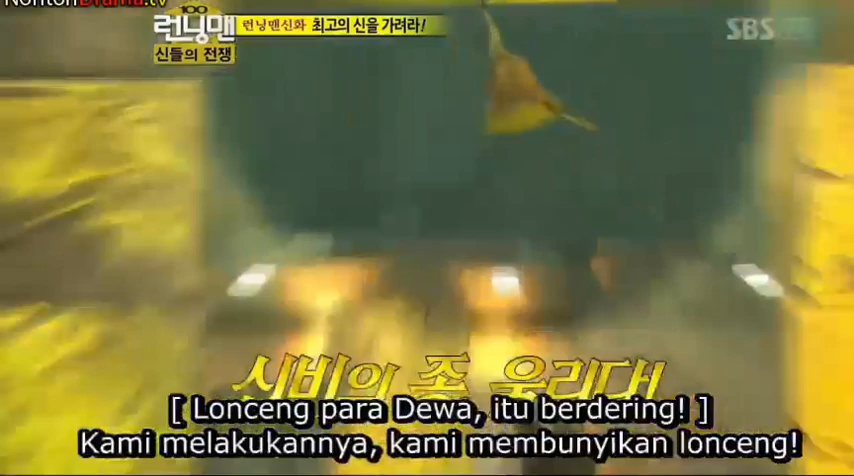 NontonDrama.tv
100
런닝맨
신들의 전쟁
런닝맨신화 최고의 신을 가려라!
SBS
신비의 종 울리다!
[ Lonceng para Dewa, itu berdering! ]
Kami melakukannya, kami membunyikan lonceng!